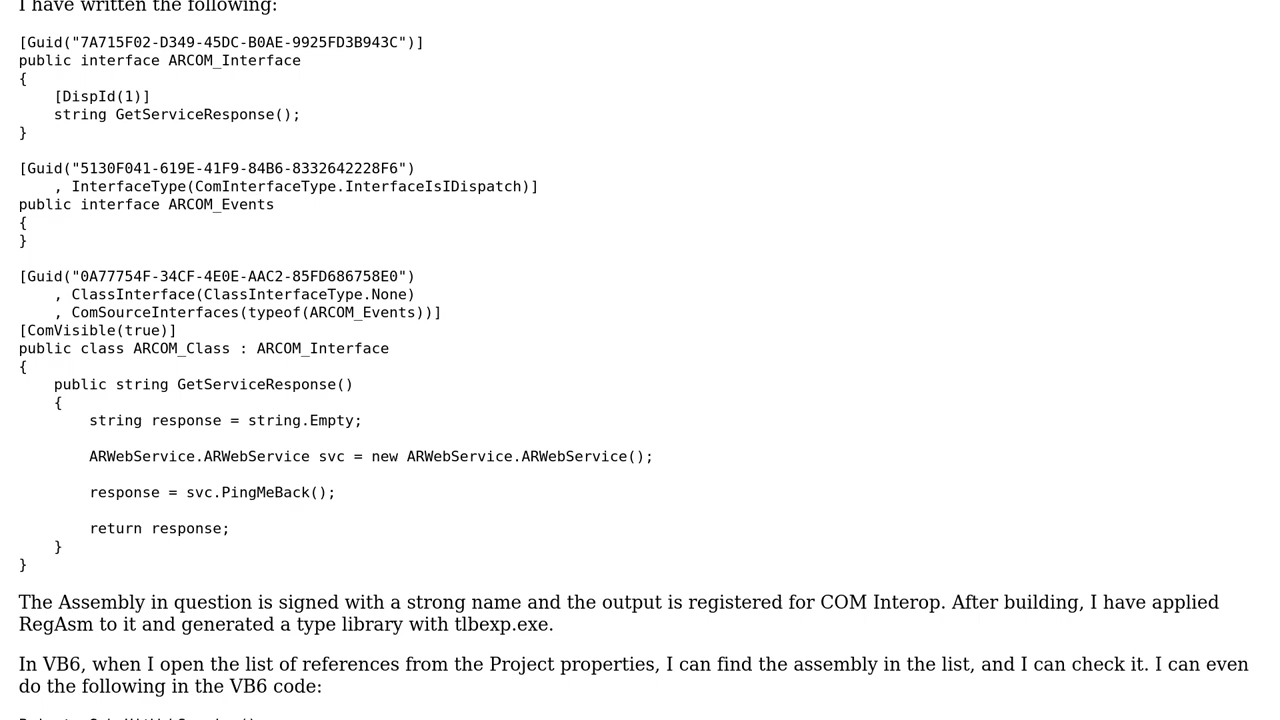 I have written the following:
[Guid("7A715F02-D349-45DC-B0AE-9925FD3B943C")]
public interface ARCOM_Interface
{
    [DispId(1)]
    string GetServiceResponse();
}
[Guid("5130F041-619E-41F9-84B6-8332642228F6")
    , InterfaceType(ComInterfaceType.InterfaceIsIDispatch)]
public interface ARCOM_Events
{
}
[Guid("0A77754F-34CF-4E0E-AAC2-85FD686758E0")
    , ClassInterface(ClassInterfaceType.None)
    , ComSourceInterfaces(typeof(ARCOM_Events))]
[ComVisible(true)]
public class ARCOM_Class : ARCOM_Interface
{
    public string GetServiceResponse()
    {
        string response = string.Empty;
        ARWebService.ARWebService svc = new ARWebService.ARWebService();
        response = svc.PingMeBack();
        return response;
    }
}
The Assembly in question is signed with a strong name and the output is registered for COM Interop. After building, I have applied
RegAsm to it and generated a type library with tlbexp.exe.
In VB6, when I open the list of references from the Project properties, I can find the assembly in the list, and I can check it. I can even
do the following in the VB6 code: